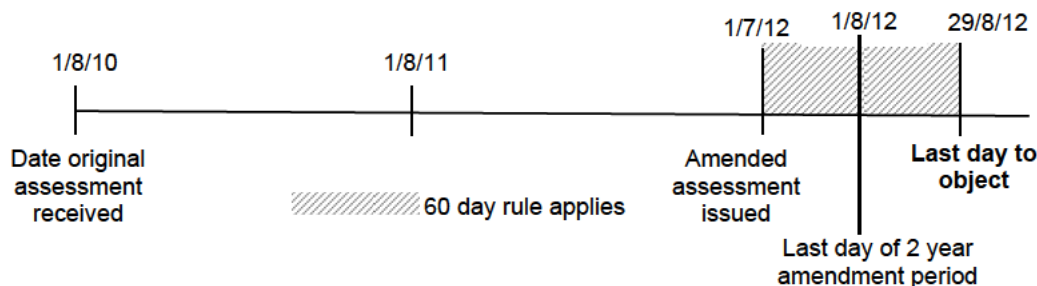 1/8/10
1/8/11
1/7/12
1/8/12
29/8/12
Date original
assessment
received
60 day rule applies
Amended
assessment
issued
Last day of 2 year
amendment period
Last day to
object